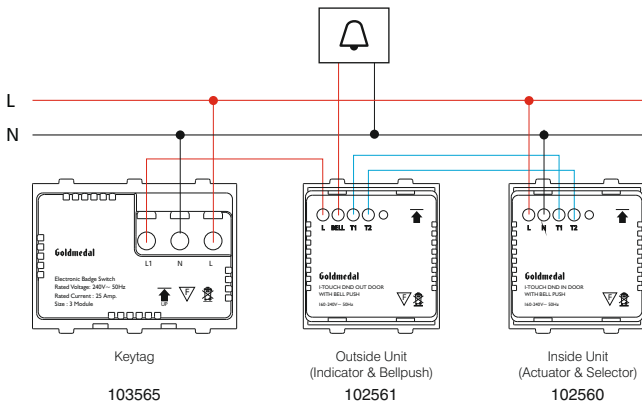 L
N
L1 N L
Goldmedal
Electronic Badge Switch
Rated Voltage: 240V~ 50Hz
Rated Current : 25 Amp.
Size : 3 Module
UP
F
L BELL T1 T2
Goldmedal
I-TOUCH DND OUT DOOR
WITH BELL PUSH
160-240V~ 50Hz
F
L N T1 T2
Goldmedal
I-TOUCH DND IN DOOR
WITH BELL PUSH
160-240V~ 50Hz
F
Keytag
103565
Outside Unit
(Indicator & Bellpush)
102561
Inside Unit
(Actuator & Selector)
102560